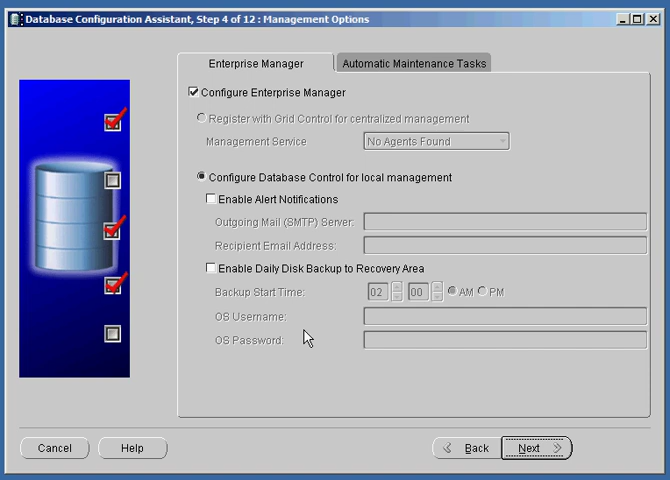 Database Configuration Assistant, Step 4 of 12 : Management Options
Enterprise Manager
Automatic Maintenance Tasks
Configure Enterprise Manager
Register with Grid Control for centralized management
Management Service
No Agents Found
Configure Database Control for local management
Enable Alert Notifications
Outgoing Mail (SMTP) Server:
Recipient Email Address:
Enable Daily Disk Backup to Recovery Area
Backup Start Time:
02 00 AM PM
OS Username:
OS Password:
Cancel
Help
Back
Next